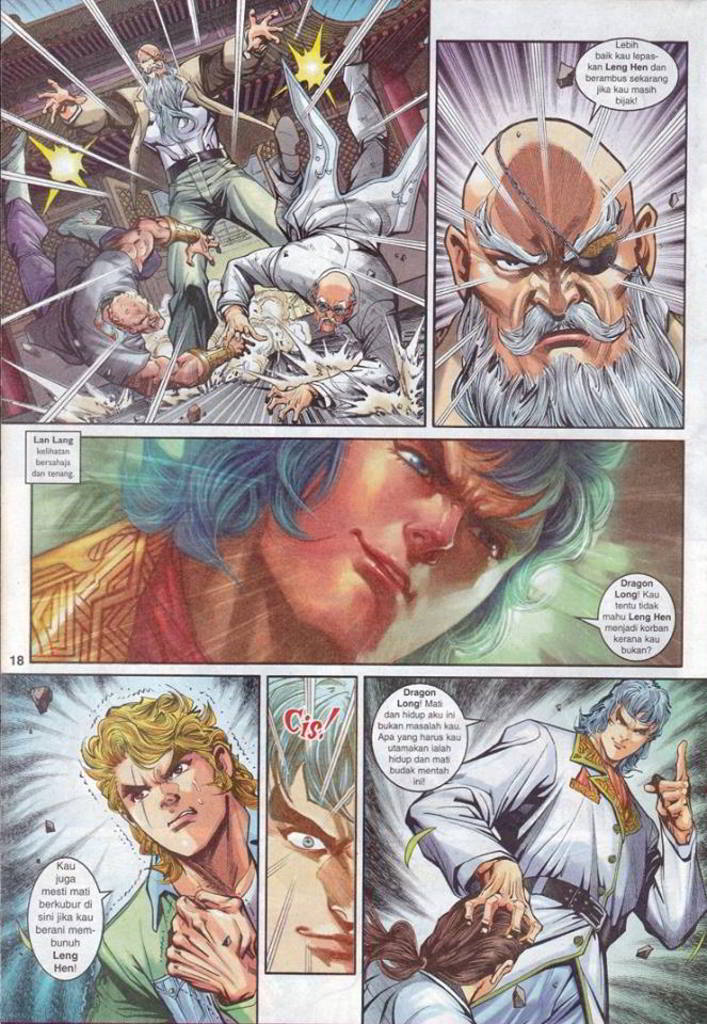 Lebih
baik kau lepas-
kan Leng Hen dan
berambus sekarang
jika kau masih
bijak!
Lan Lang
kelihatan
bersahaja
dan tenang.
Dragon
Long! Kau
tentu tidak
mahu Leng Hen
menjadi korban
kerana kau
bukan?
18
Kau
juga
mesti mati
berkubur di
sini jika kau
berani mem-
bunuh
Leng
Hen!
Cis!
Dragon
Long! Mati
dan hidup aku ini
bukan masalah kau.
Apa yang harus kau
utamakan ialah
hidup dan mati
budak mentah
ini!